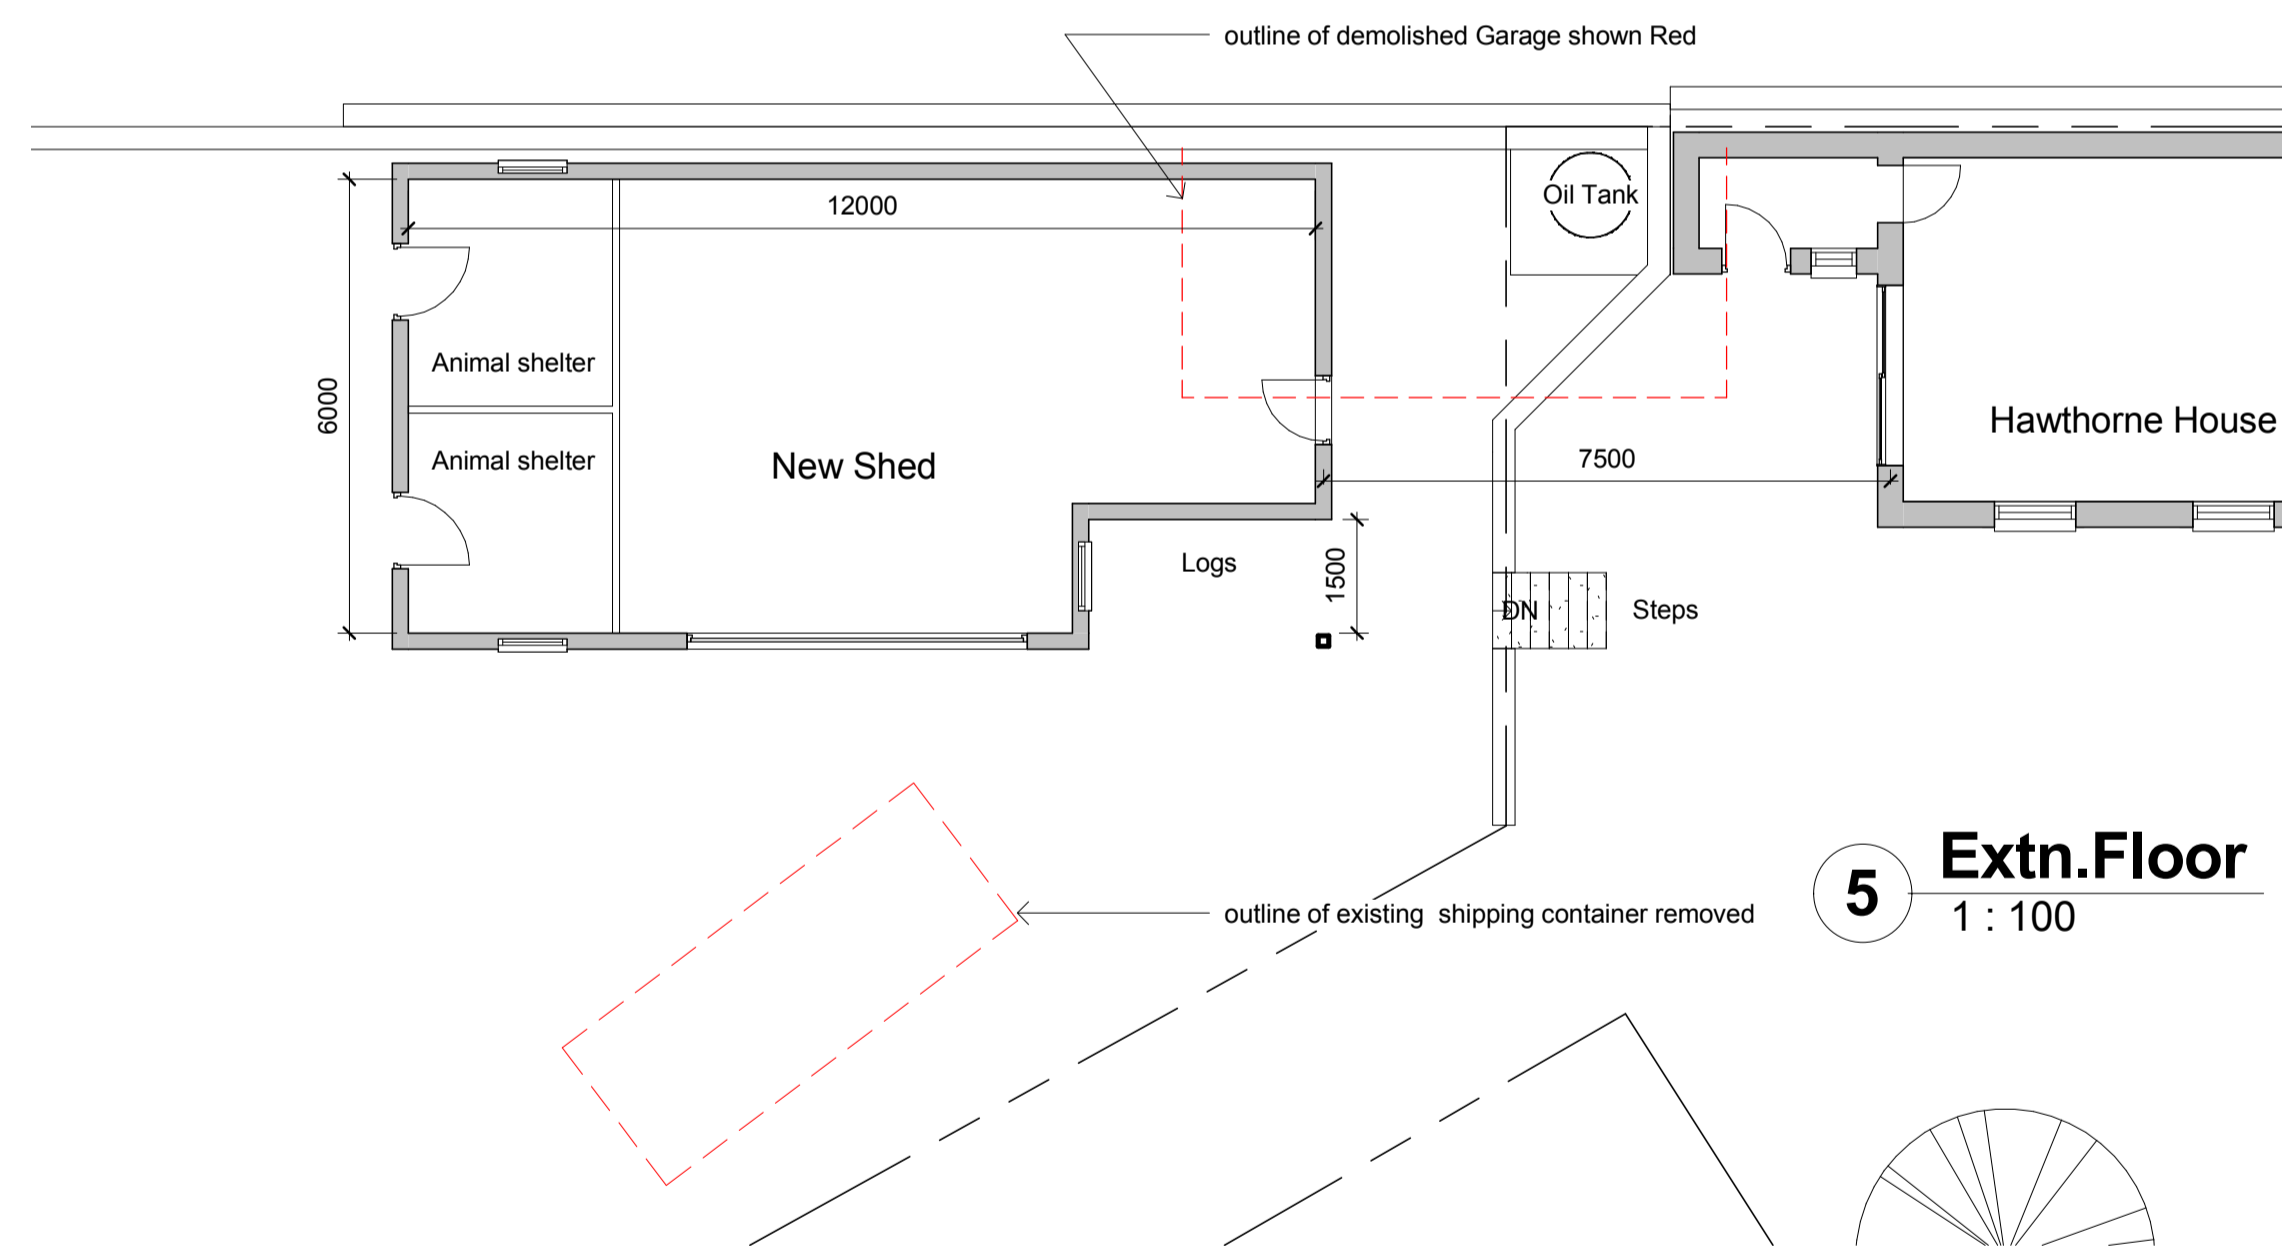 outline of demolished Garage shown Red
12000
Oil Tank
Animal shelter
6000
Animal shelter
New Shed
Hawthorne House
7500
Logs
1500
DN
Steps
outline of existing  shipping container removed
5
Extn.Floor
1 : 100